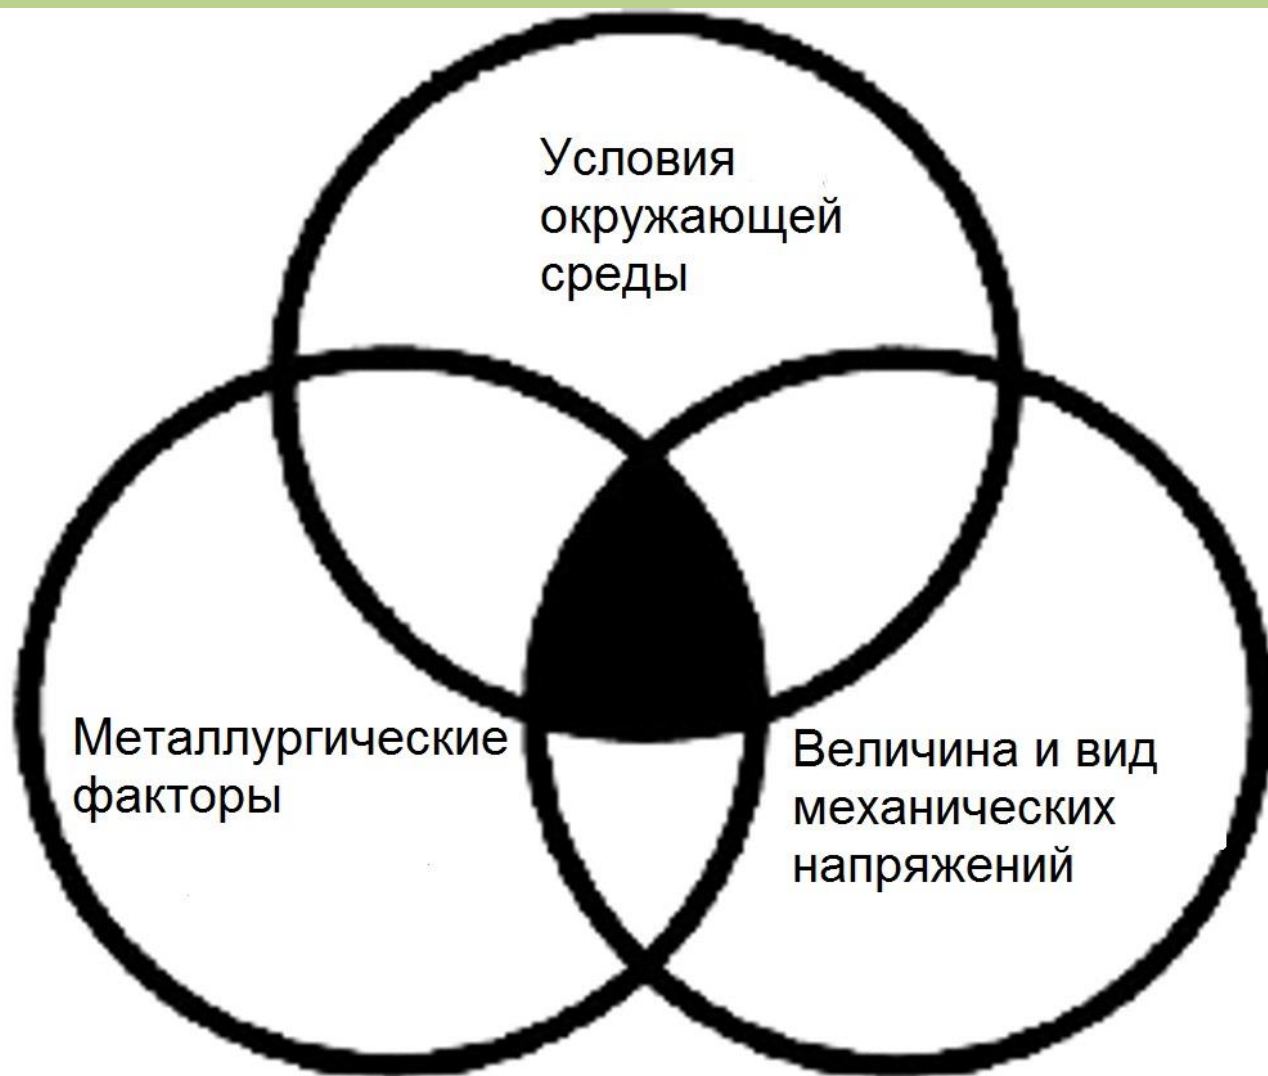 Условия
окружающей
среды
Металлургические
факторы
Величина и вид
механических
напряжений